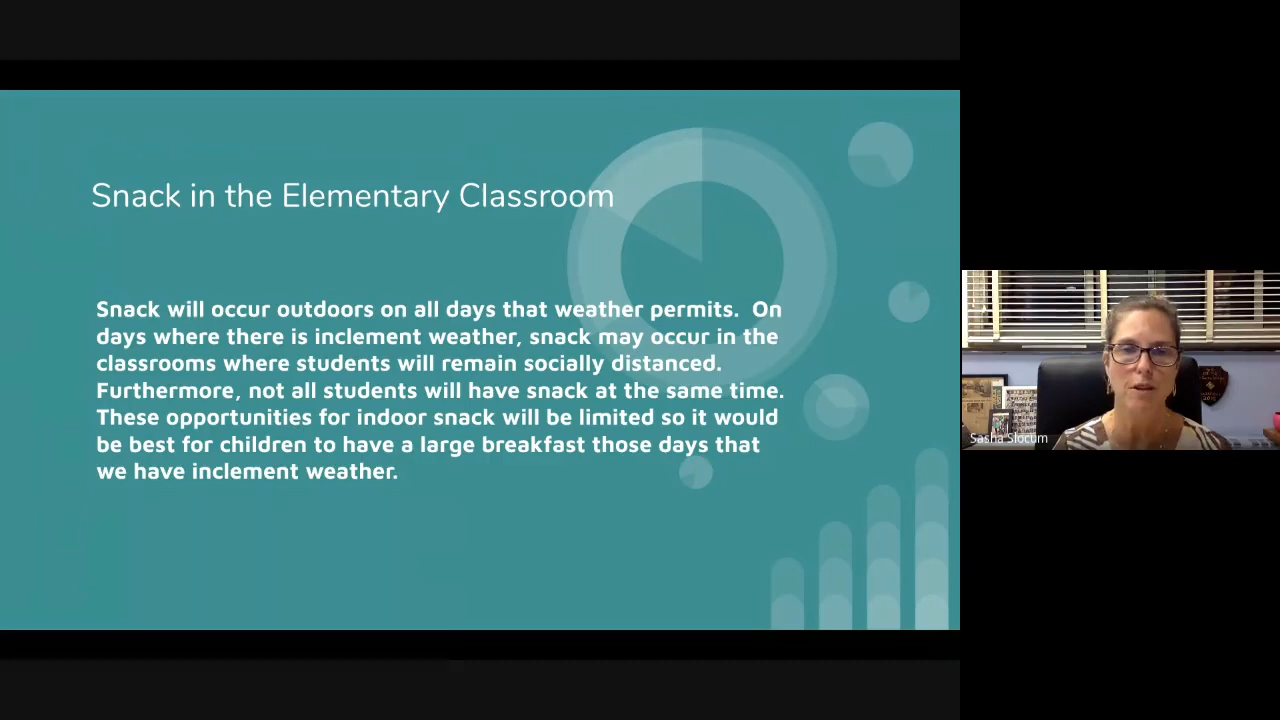 Snack in the Elementary Classroom
Snack will occur outdoors on all days that weather permits.  On
days where there is inclement weather, snack may occur in the
classrooms where students will remain socially distanced.
Furthermore, not all students will have snack at the same time.
These opportunities for indoor snack will be limited so it would
be best for children to have a large breakfast those days that
we have inclement weather.
Sasha Slocum